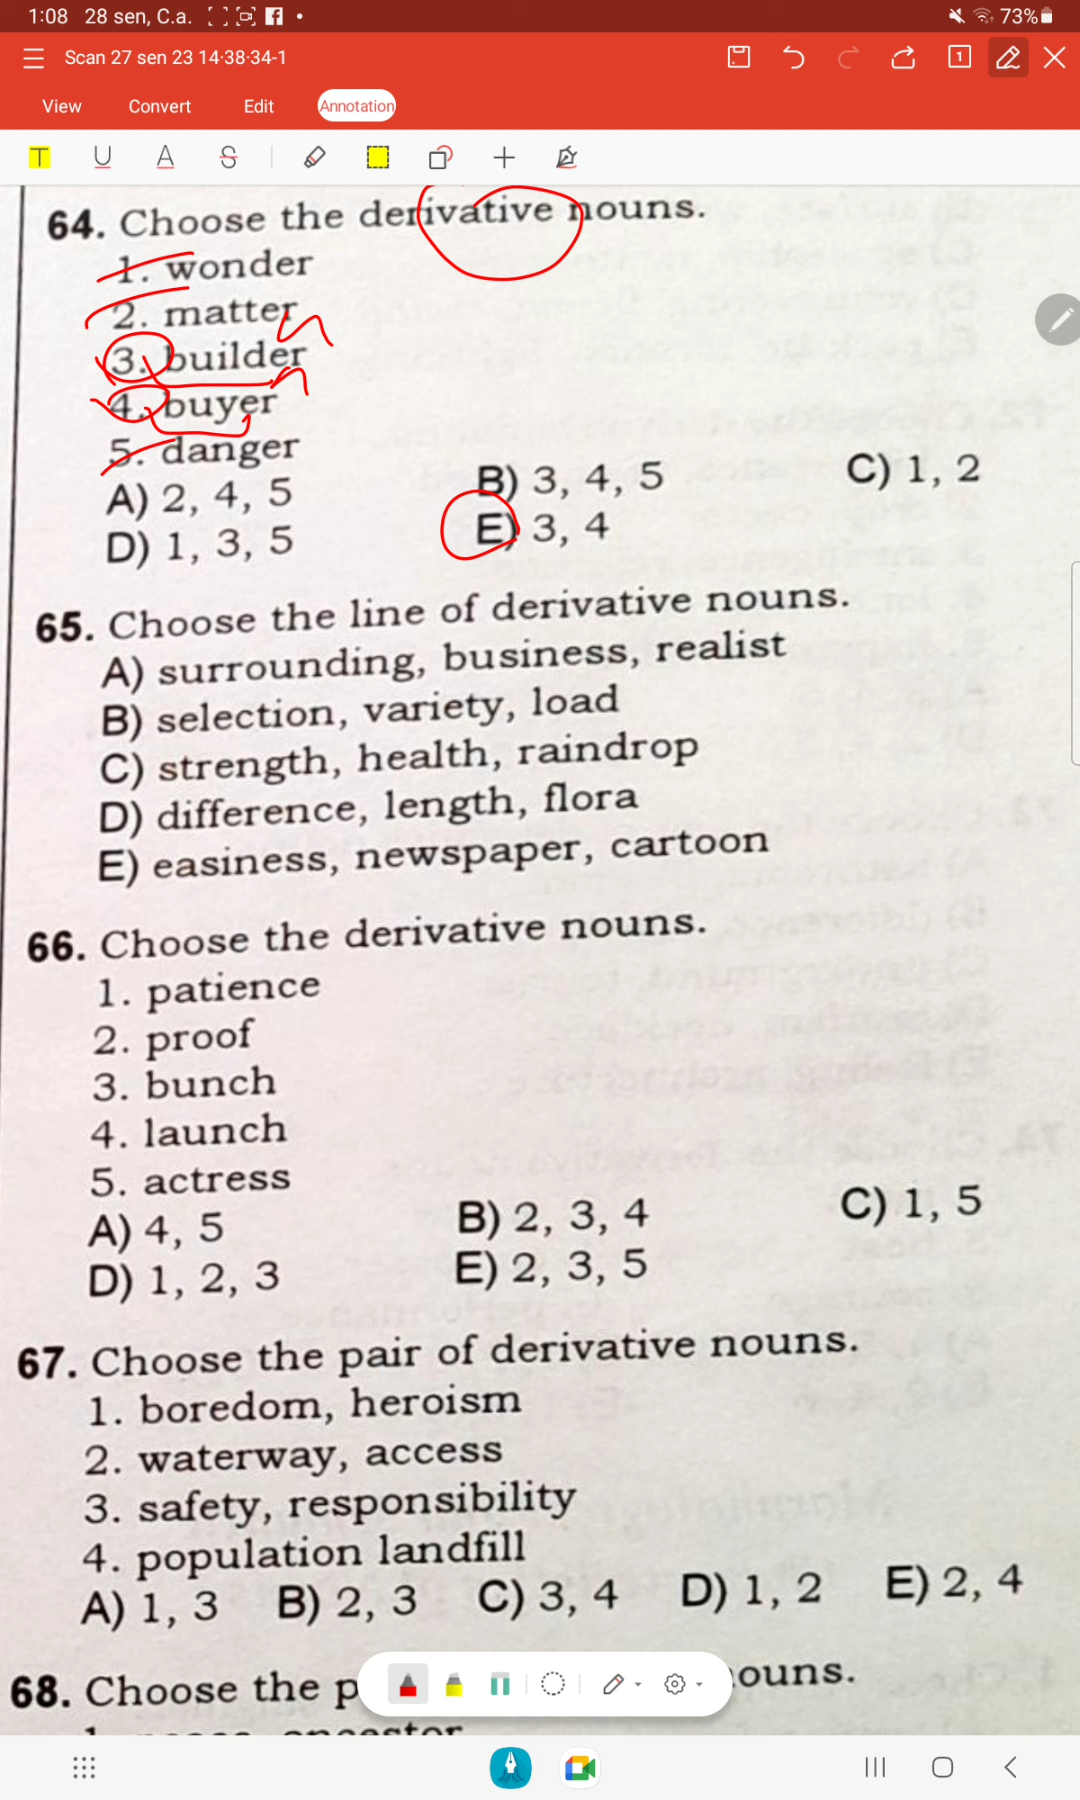 1:08 28 sen, C.a.
73%
Scan 27 sen 23 14-38-34-1
1
View Convert Edit Annotation
T U A S
64. Choose the derivative nouns.
1. wonder
2. matter
3. builder
4. buyer
5. danger
A) 2, 4, 5 B) 3, 4, 5 C) 1, 2
D) 1, 3, 5 E) 3, 4
65. Choose the line of derivative nouns.
A) surrounding, business, realist
B) selection, variety, load
C) strength, health, raindrop
D) difference, length, flora
E) easiness, newspaper, cartoon
66. Choose the derivative nouns.
1. patience
2. proof
3. bunch
4. launch
5. actress
A) 4, 5 B) 2, 3, 4 C) 1, 5
D) 1, 2, 3 E) 2, 3, 5
67. Choose the pair of derivative nouns.
1. boredom, heroism
2. waterway, access
3. safety, responsibility
4. population landfill
A) 1, 3 B) 2, 3 C) 3, 4 D) 1, 2 E) 2, 4
68. Choose the p ouns.
ancestor